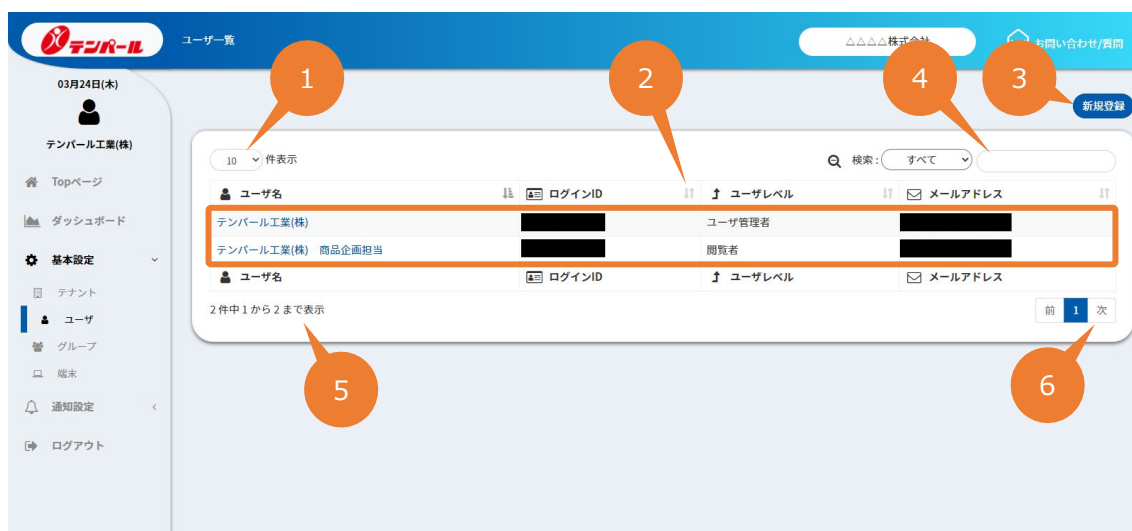 テンパール
ユーザ一覧
△△△△株式会社
お問い合わせ/質問
03月24日(木)
テンパール工業(株)
Topページ
ダッシュボード
基本設定
テナント
ユーザ
グループ
端末
通知設定
ログアウト
1
2
4
3
新規登録
10 件表示
検索: すべて
ユーザ名 ログインID ユーザレベル メールアドレス
テンパール工業(株) ユーザ管理者
テンパール工業(株) 商品企画担当 閲覧者
ユーザ名 ログインID ユーザレベル メールアドレス
2件中1から2まで表示
前 1 次
5
6